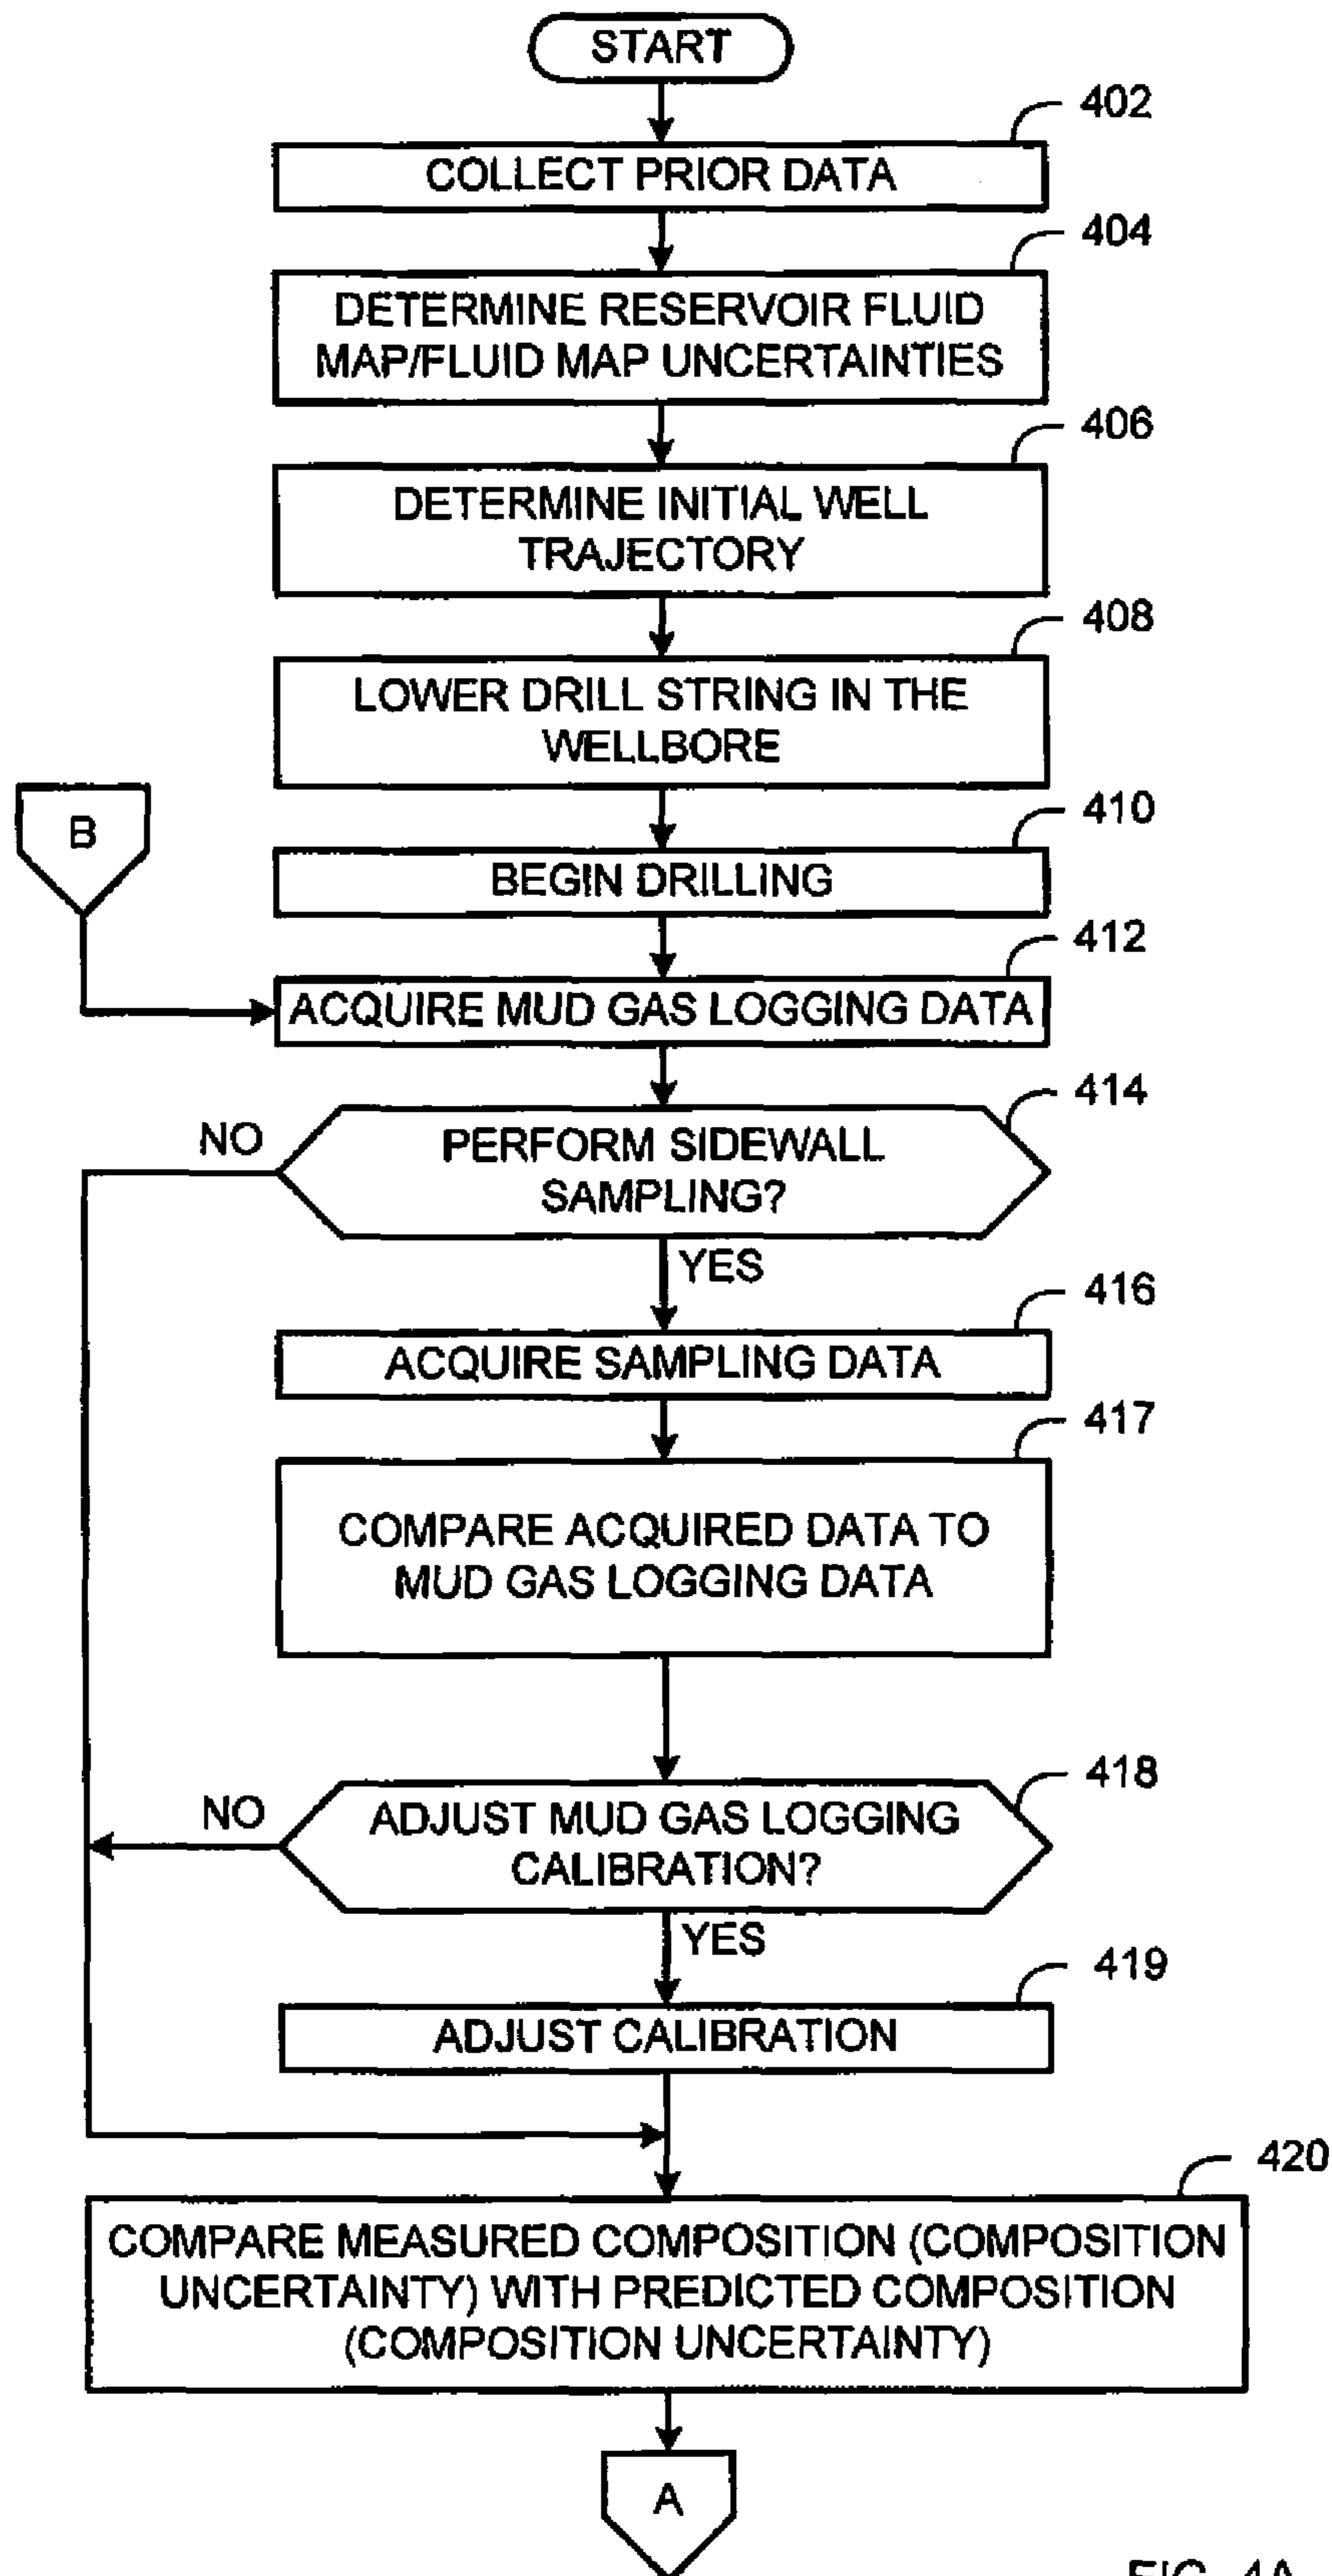 START
402
COLLECT PRIOR DATA
404
DETERMINE RESERVOIR FLUID
MAP/FLUID MAP UNCERTAINTIES
406
DETERMINE INITIAL WELL
TRAJECTORY
408
LOWER DRILL STRING IN THE
WELLBORE
B
410
BEGIN DRILLING
412
ACQUIRE MUD GAS LOGGING DATA
414
NO
PERFORM SIDEWALL
SAMPLING?
YES
416
ACQUIRE SAMPLING DATA
417
COMPARE ACQUIRED DATA TO
MUD GAS LOGGING DATA
418
NO
ADJUST MUD GAS LOGGING
CALIBRATION?
YES
419
ADJUST CALIBRATION
420
COMPARE MEASURED COMPOSITION (COMPOSITION
UNCERTAINTY) WITH PREDICTED COMPOSITION
(COMPOSITION UNCERTAINTY)
A
FIG. 4A